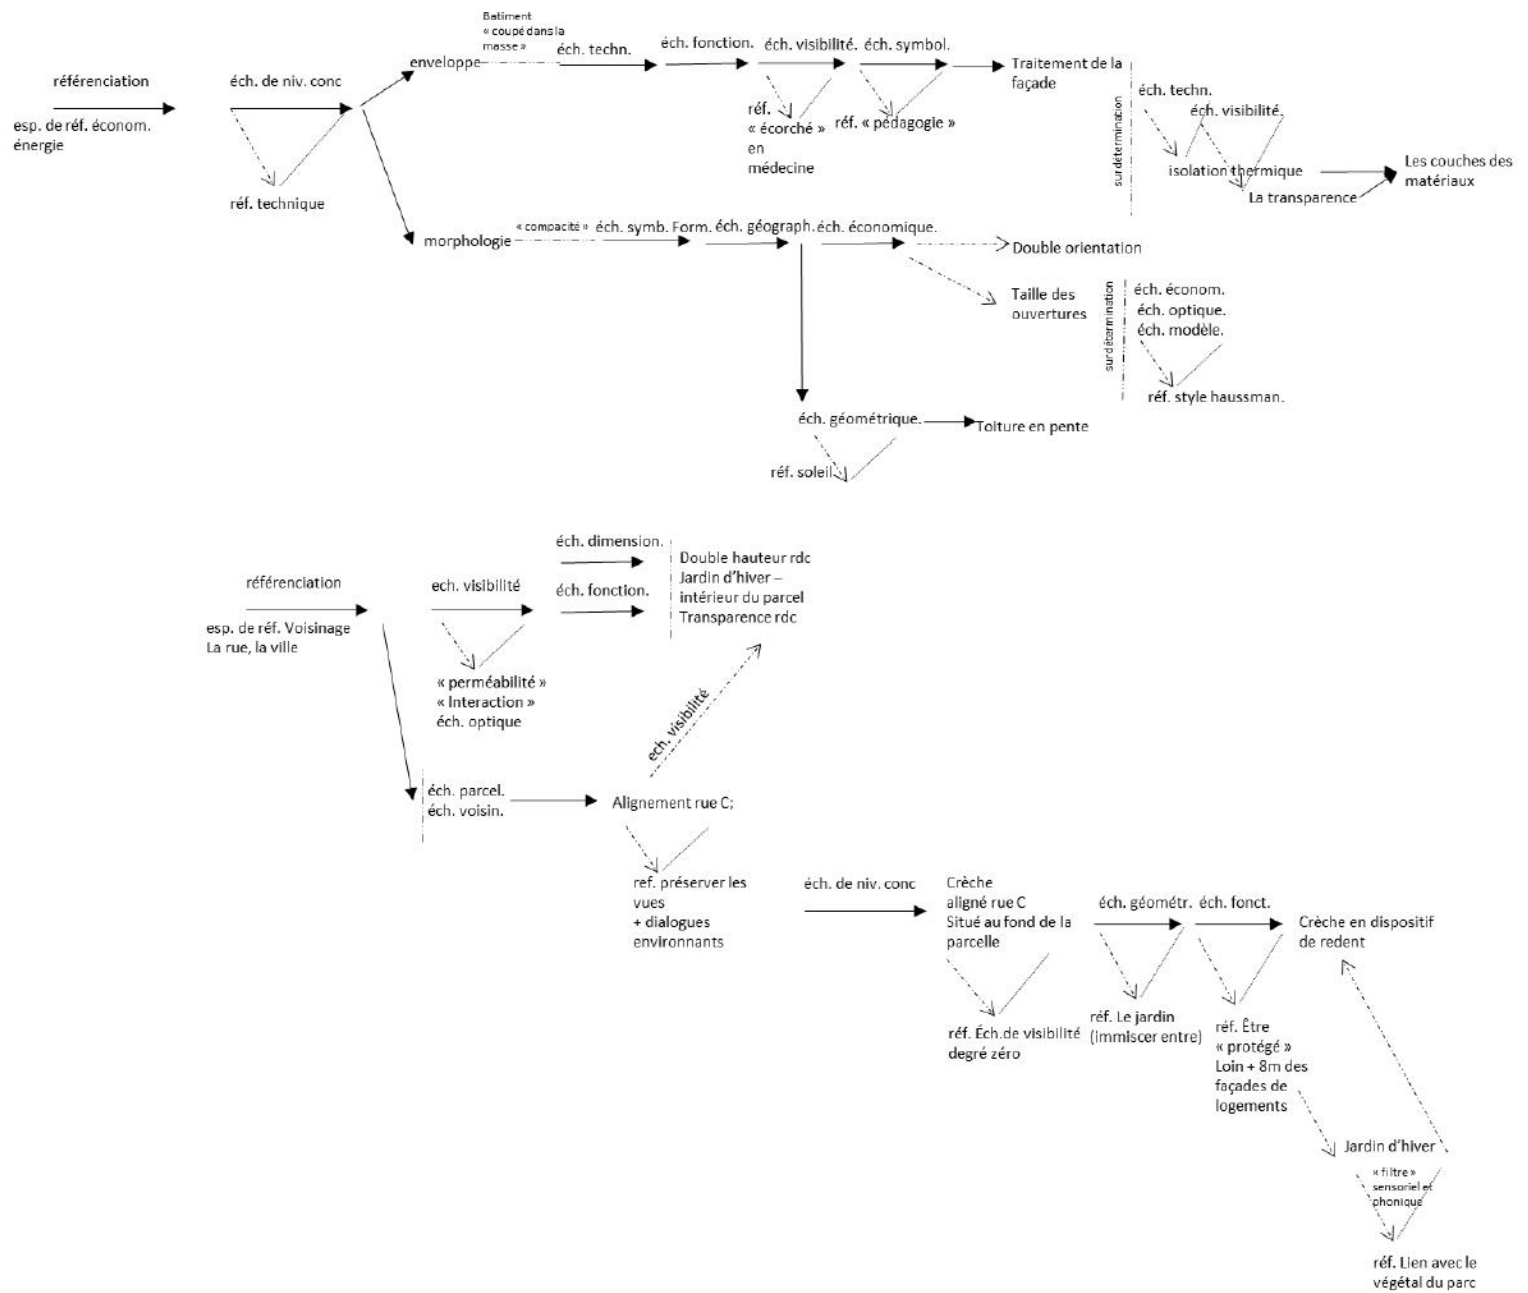 référenciation
esp. de réf. économ.
énergie
éch. de niv. conc
réf. technique
enveloppe
Batiment
« coupé dans la
masse »
éch. techn.
éch. fonction.
éch. visibilité.
éch. symbol.
réf.
« écorché »
en
médecine
réf. « pédagogie »
Traitement de la
façade
surdétermination
éch. techn.
éch. visibilité.
isolation thermique
La transparence
Les couches des
matériaux
morphologie
« compacité »
éch. symb. Form.
éch. géograph.
éch. économique.
Double orientation
Taille des
ouvertures
surdétermination
éch. économ.
éch. optique.
éch. modèle.
réf. style haussman.
éch. géométrique.
Toiture en pente
réf. soleil
référenciation
esp. de réf. Voisinage
La rue, la ville
ech. visibilité
« perméabilité »
« Interaction »
éch. optique
éch. dimension.
éch. fonction.
Double hauteur rdc
Jardin d’hiver –
intérieur du parcel
Transparence rdc
ech. visibilité
éch. parcel.
éch. voisin.
Alignement rue C;
ref. préserver les
vues
+ dialogues
environnants
éch. de niv. conc
Crèche
aligné rue C
Situé au fond de la
parcelle
réf. Éch.de visibilité
degré zéro
éch. géométr.
réf. Le jardin
(immiscer entre)
éch. fonct.
réf. Être
« protégé »
Loin + 8m des
façades de
logements
Crèche en dispositif
de redent
Jardin d’hiver
« filtre »
sensoriel et
phonique
réf. Lien avec le
végétal du parc